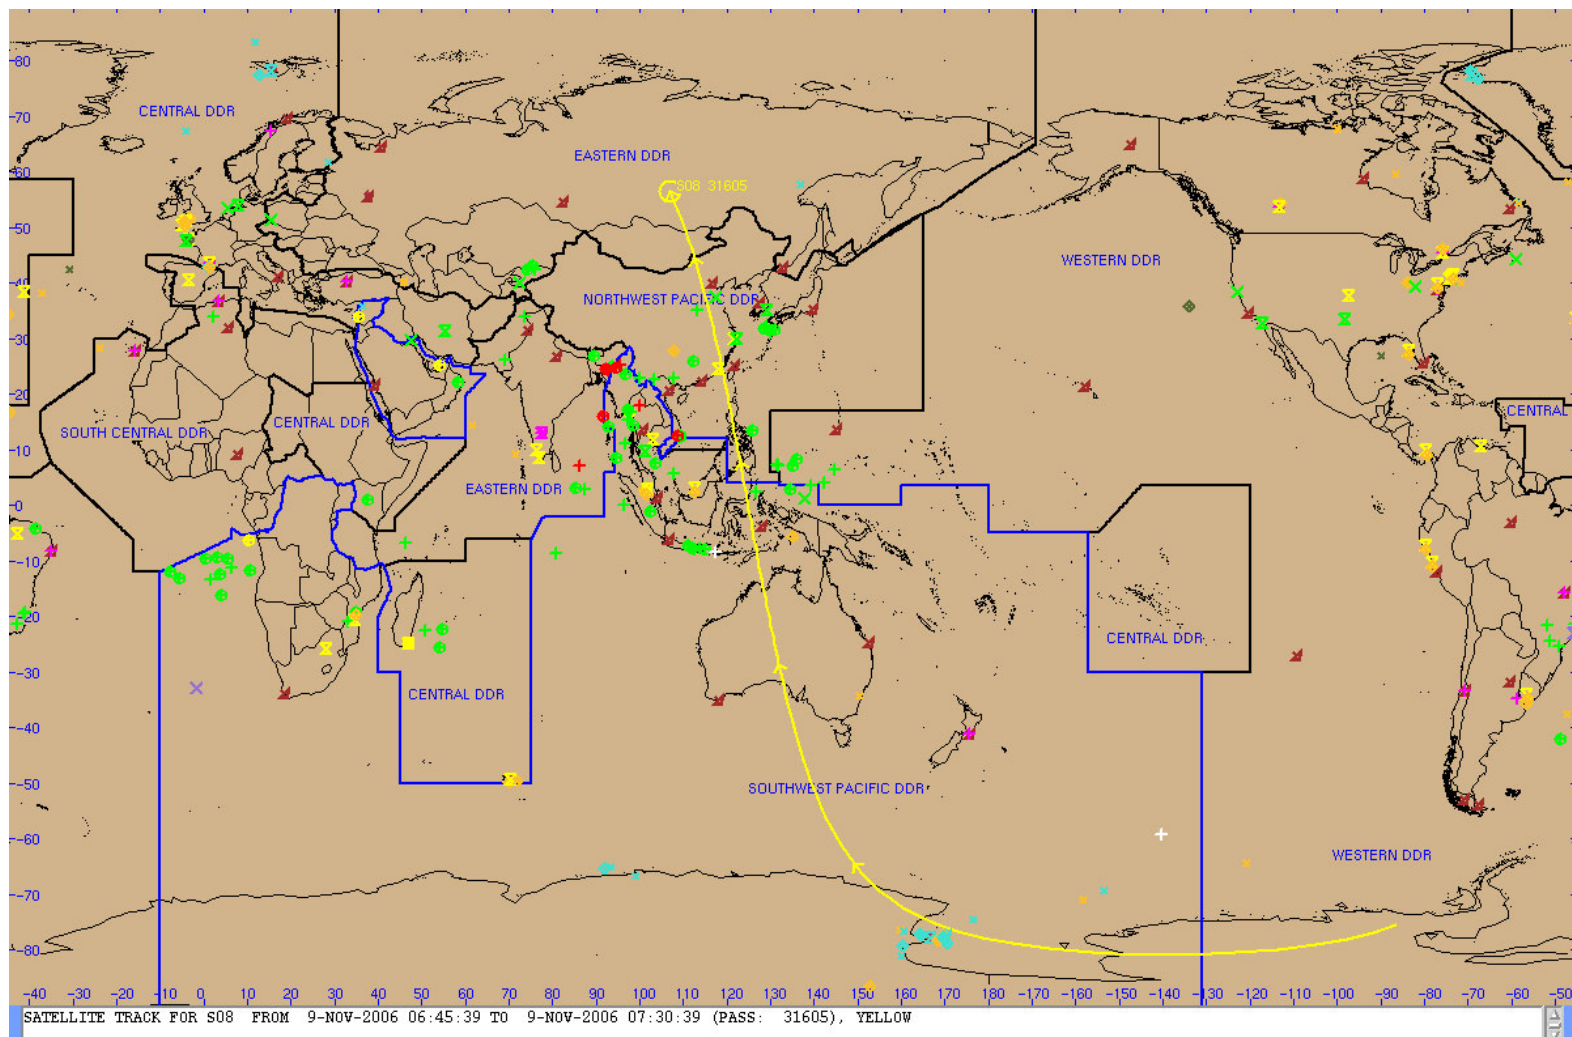 80
CENTRAL DDR
70
EASTERN DDR
60
S08 31605
50
WESTERN DDR
40
NORTHWEST PACIFIC DDR
30
20
CENTRAL
CENTRAL DDR
SOUTH CENTRAL DDR
10
EASTERN DDR
0
-10
-20
CENTRAL DDR
-30
CENTRAL DDR
-40
-50
SOUTHWEST PACIFIC DDR
-60
WESTERN DDR
-70
-80
-40 -30 -20 -10 0 10 20 30 40 50 60 70 80 90 100 110 120 130 140 150 160 170 180 -170 -160 -150 -140 -130 -120 -110 -100 -90 -80 -70 -60 -50
SATELLITE TRACK FOR S08 FROM 9-NOV-2006 06:45:39 TO 9-NOV-2006 07:30:39 (PASS: 31605), YELLOW